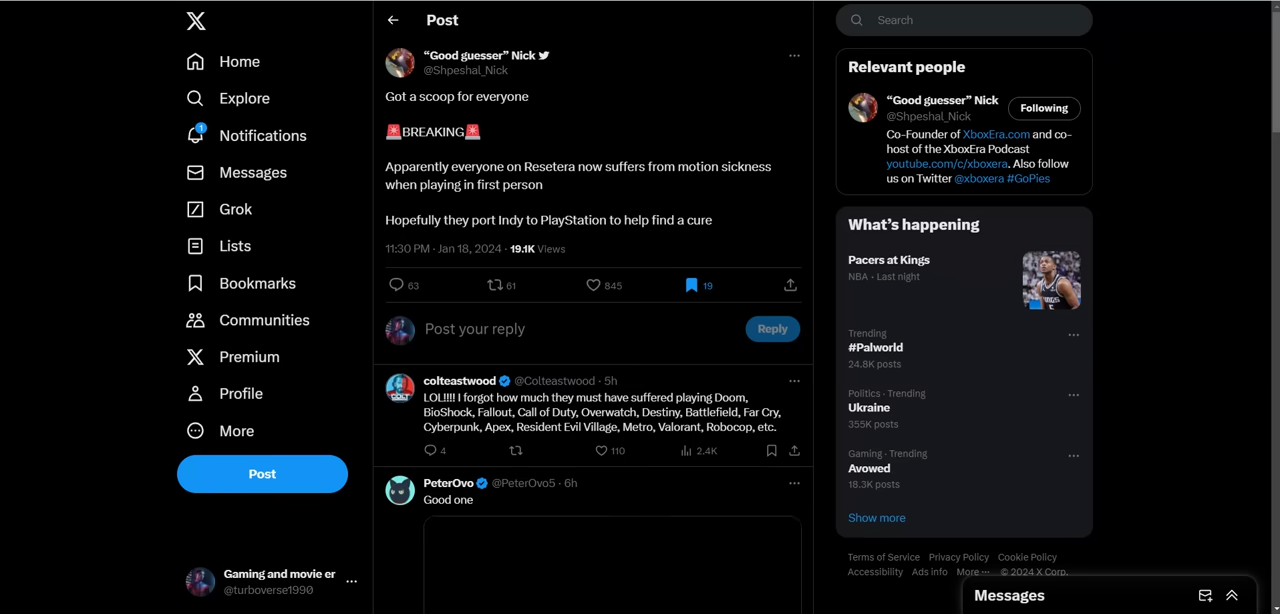 Home
Explore
1
Notifications
Messages
Grok
Lists
Bookmarks
Communities
Premium
Profile
More
Post
Gaming and movie er
@turboverse1990
Post
“Good guesser” Nick
@Shpeshal_Nick
Got a scoop for everyone
🚨BREAKING🚨
Apparently everyone on Resetera now suffers from motion sickness
when playing in first person
Hopefully they port Indy to PlayStation to help find a cure
11:30 PM · Jan 18, 2024 · 19.1K Views
63 61 845 19
Post your reply
Reply
colteastwood @Colteastwood · 5h
LOL!!!! I forgot how much they must have suffered playing Doom,
BioShock, Fallout, Call of Duty, Overwatch, Destiny, Battlefield, Far Cry,
Cyberpunk, Apex, Resident Evil Village, Metro, Valorant, Robocop, etc.
4 110 2.4K
PeterOvo @PeterOvo5 · 6h
Good one
Search
Relevant people
“Good guesser” Nick
@Shpeshal_Nick
Following
Co-Founder of XboxEra.com and co-
host of the XboxEra Podcast
youtube.com/c/xboxera. Also follow
us on Twitter @xboxera #GoPies
What’s happening
Pacers at Kings
NBA · Last night
Trending
#Palworld
24.8K posts
Politics · Trending
Ukraine
355K posts
Gaming · Trending
Avowed
18.3K posts
Show more
Terms of Service Privacy Policy Cookie Policy
Accessibility Ads info More ··· © 2024 X Corp.
Messages